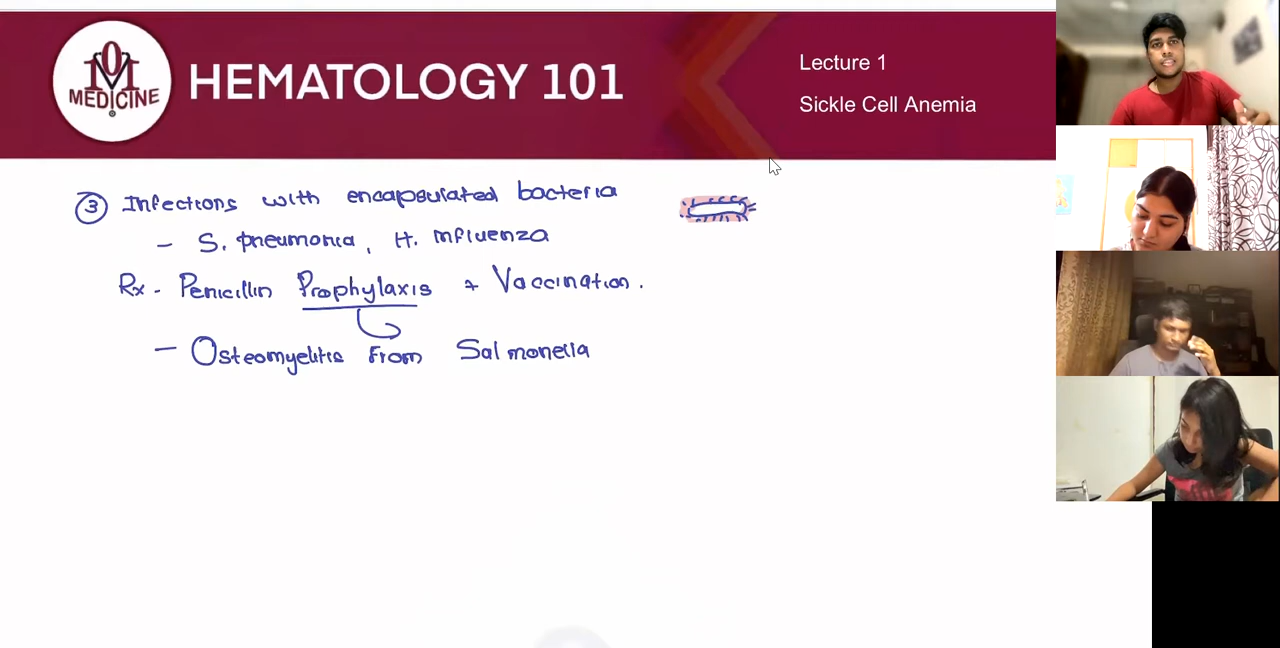 101
MEDICINE
HEMATOLOGY 101
Lecture 1
Sickle Cell Anemia
3 Infections with encapsulated bacteria
- S. pneumonia, H. Influenza
Rx - Penicillin Prophylaxis + Vaccination.
- Osteomyelitis From Salmonella